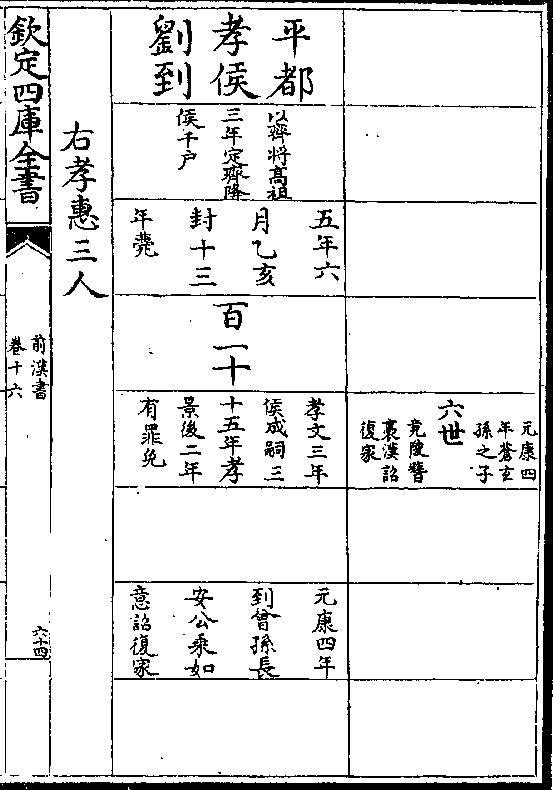 元康四
年蒼玄
孫之子
六世
竟陵簪
裹漢詔
復家
平都
孝侯
劉到
以齊將高祖
三年定齊降
侯千戶
五年六
月乙亥
封十三
年薨
百一十
孝文三年
侯成嗣三
十五年孝
景後二年
有罪免
元康四年
到曾孫長
安公乘如
意詔復家
右孝惠三人
欽定四庫全書
前漢書
卷十六
六十四